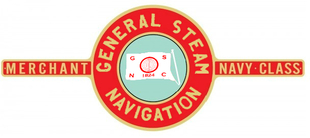 GENERAL STEAM
MERCHANT
NAVY·CLASS
G S
1824
N C
NAVIGATION